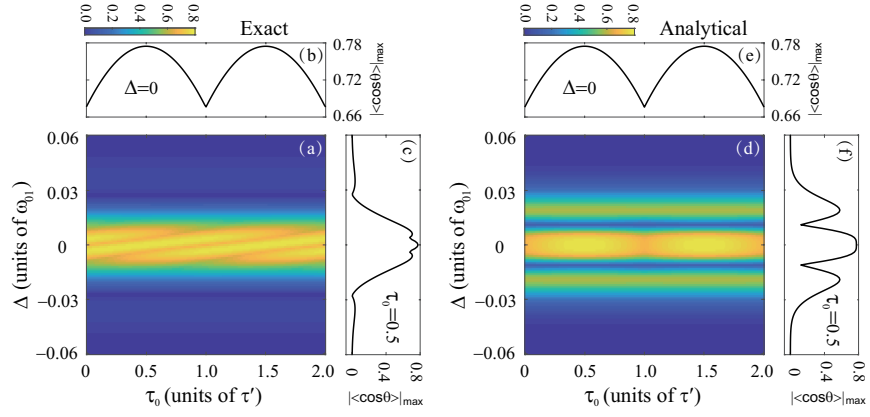 0 0.2 0.4 0.6 0.8
Exact
(b)
Δ=0
0.78
0.72
0.66
|<cosθ>|max
(a)
0.06
0.03
0
−0.03
−0.06
Δ (units of ω01)
0 0.5 1.0 1.5 2.0
τ0 (units of τ′)
(c)
τ0=0.5
0 0.4 0.8
|<cosθ>|max
0 0.2 0.4 0.6 0.8
Analytical
(e)
Δ=0
0.78
0.72
0.66
|<cosθ>|max
(d)
0.06
0.03
0
−0.03
−0.06
Δ (units of ω01)
0 0.5 1.0 1.5 2.0
τ0 (units of τ′)
(f)
τ0=0.5
0 0.4 0.8
|<cosθ>|max